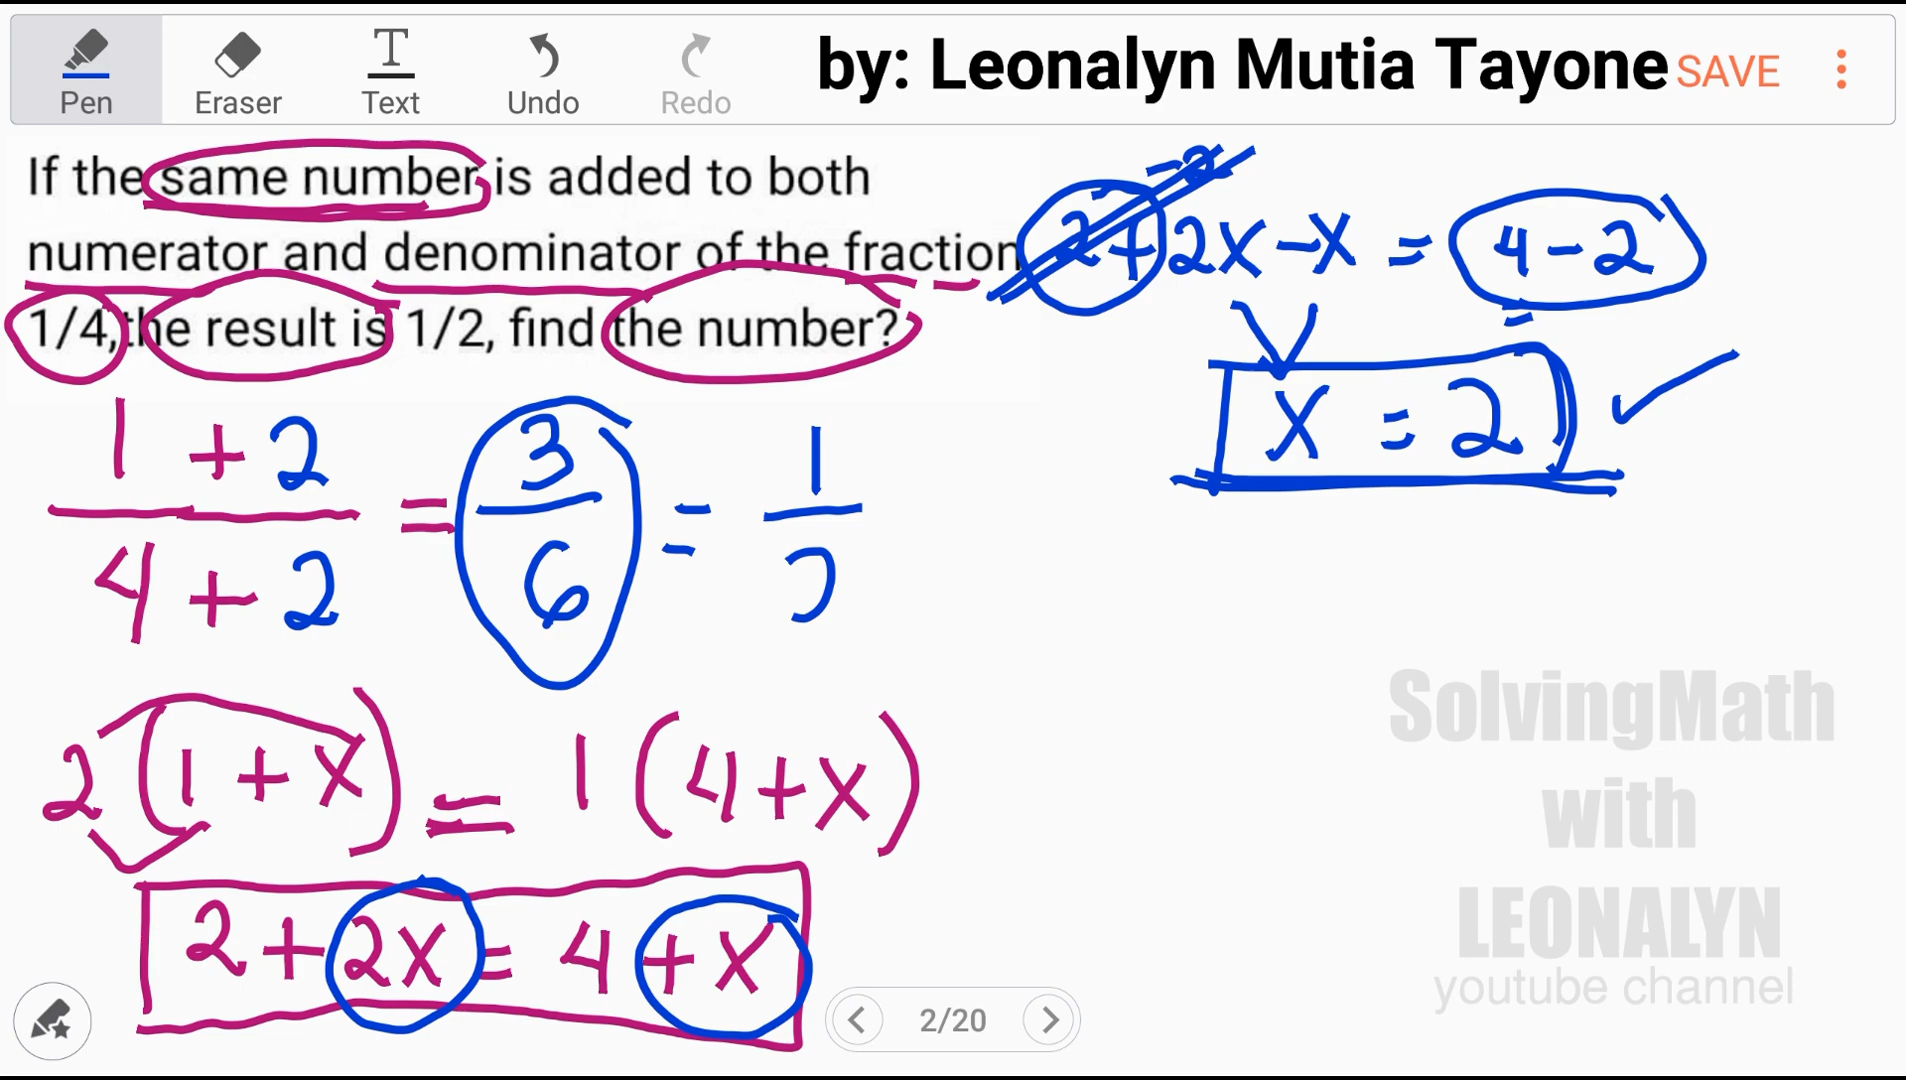 Pen
Eraser
Text
Undo
Redo
by: Leonalyn Mutia Tayone
SAVE
If the same number is added to both
numerator and denominator of the fraction
1/4,the result is 1/2, find the number?
-2
2+2x-x = 4-2
x = 2
1 + 2
4 + 2
=
3
6
=
1
2
2(1+x) = 1(4+x)
2+2x = 4+x
SolvingMath
with
LEONALYN
youtube channel
2/20